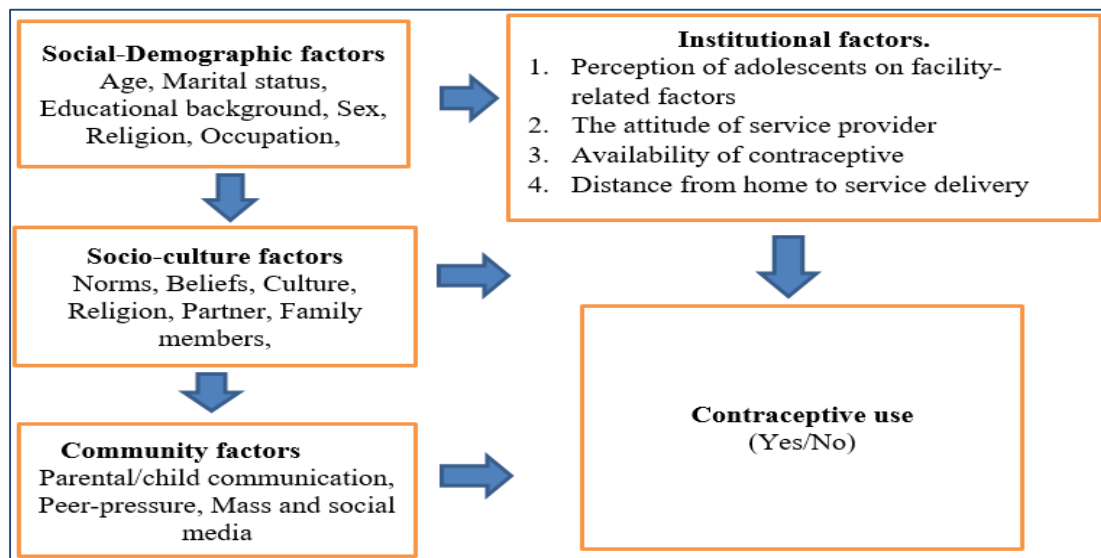 Social-Demographic factors
Age, Marital status,
Educational background, Sex,
Religion, Occupation,
Institutional factors.
1. Perception of adolescents on facility-
related factors
2. The attitude of service provider
3. Availability of contraceptive
4. Distance from home to service delivery
Socio-culture factors
Norms, Beliefs, Culture,
Religion, Partner, Family
members,
Community factors
Parental/child communication,
Peer-pressure, Mass and social
media
Contraceptive use
(Yes/No)